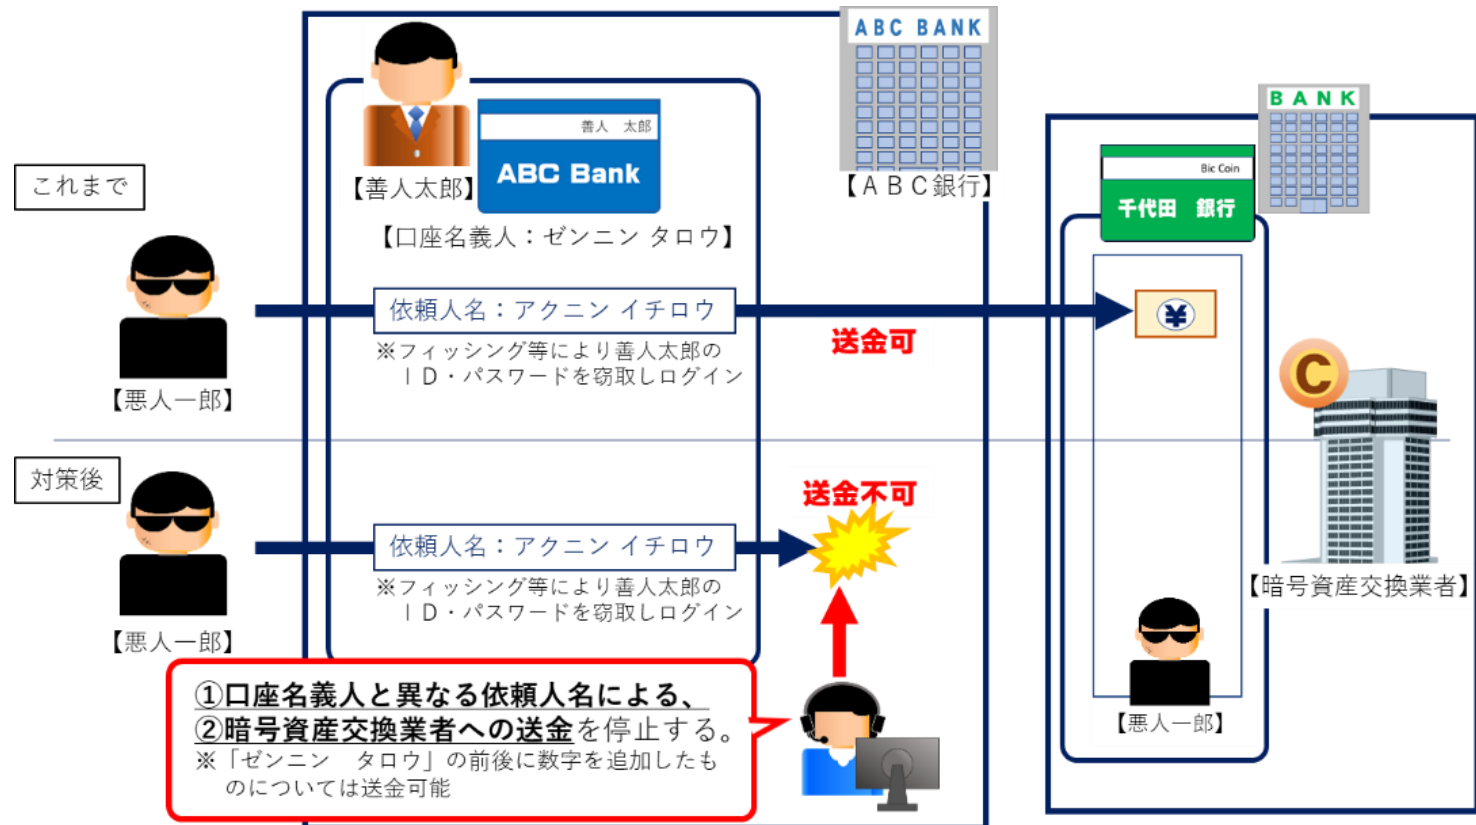 ABC BANK
BANK
善人　太郎
ABC Bank
【善人太郎】
【ＡＢＣ銀行】
Bic Coin
千代田　銀行
これまで
【口座名義人：ゼンニン タロウ】
依頼人名：アクニン イチロウ
送金可
¥
※フィッシング等により善人太郎の
ＩＤ・パスワードを窃取しログイン
【悪人一郎】
C
対策後
送金不可
依頼人名：アクニン イチロウ
※フィッシング等により善人太郎の
ＩＤ・パスワードを窃取しログイン
【暗号資産交換業者】
【悪人一郎】
①口座名義人と異なる依頼人名による、
②暗号資産交換業者への送金を停止する。
※「ゼンニン　タロウ」の前後に数字を追加したも
のについては送金可能
【悪人一郎】